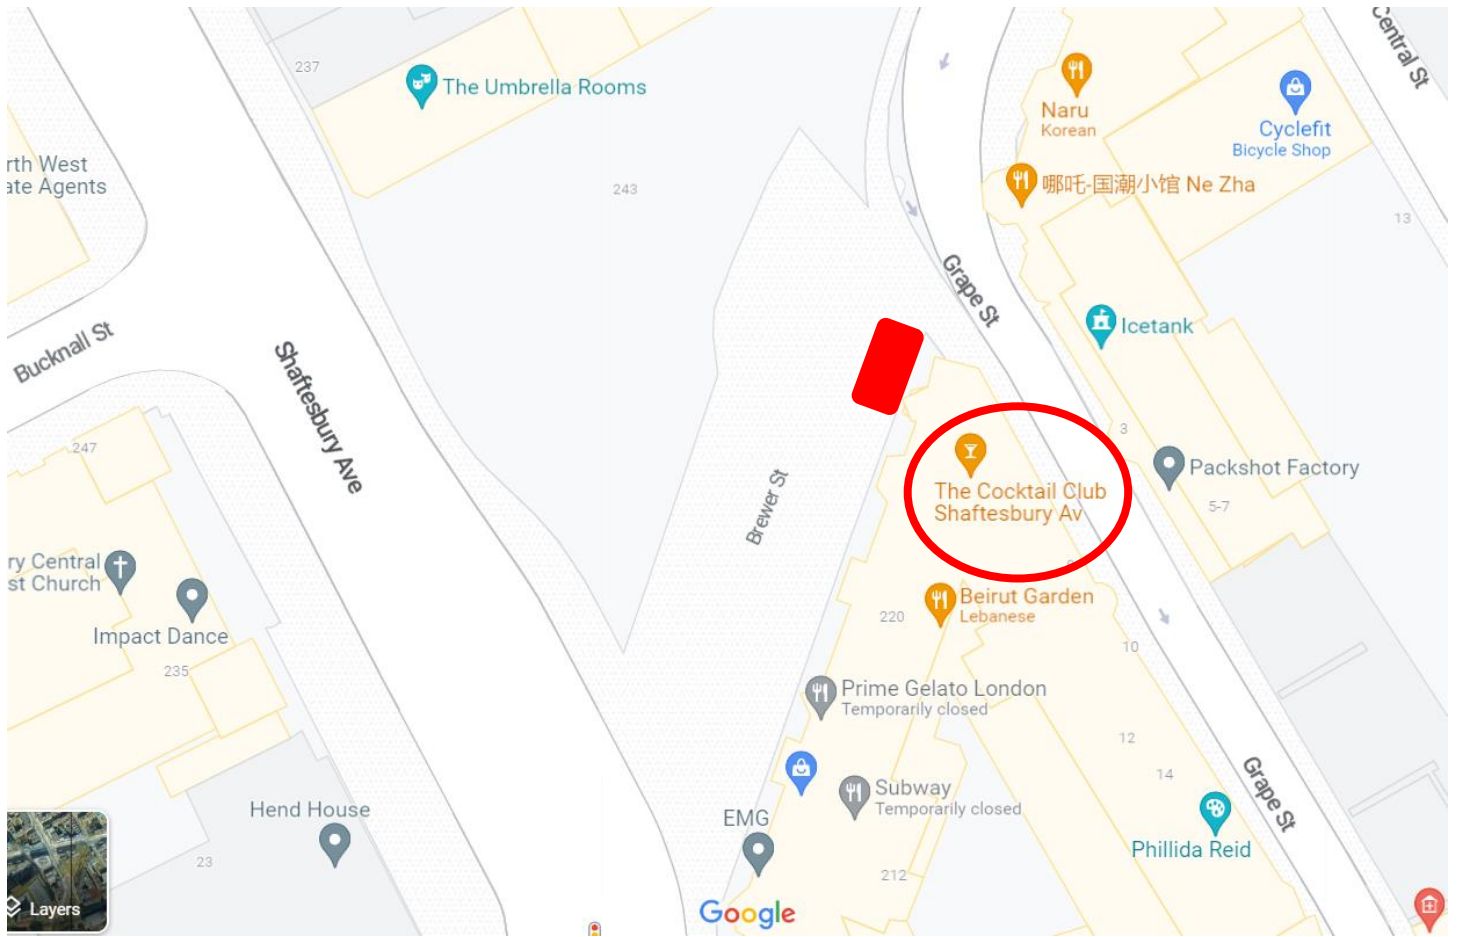 237
The Umbrella Rooms
Central St
Naru
Korean
Cyclefit
Bicycle Shop
rth West
ate Agents
243
哪吒-国潮小馆 Ne Zha
13
Grape St
Bucknall St
Icetank
Shaftesbury Ave
247
3
Packshot Factory
The Cocktail Club
Shaftesbury Av
5-7
Brewer St
ry Central
st Church
Beirut Garden
Lebanese
220
Impact Dance
10
235
Prime Gelato London
Temporarily closed
12
14
Subway
Temporarily closed
Grape St
Hend House
EMG
Phillida Reid
23
212
Layers
Google